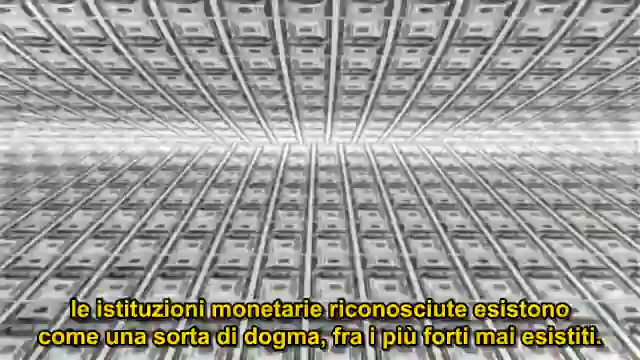 le istituzioni monetarie riconosciute esistono
come una sorta di dogma, fra i più forti mai esistiti.